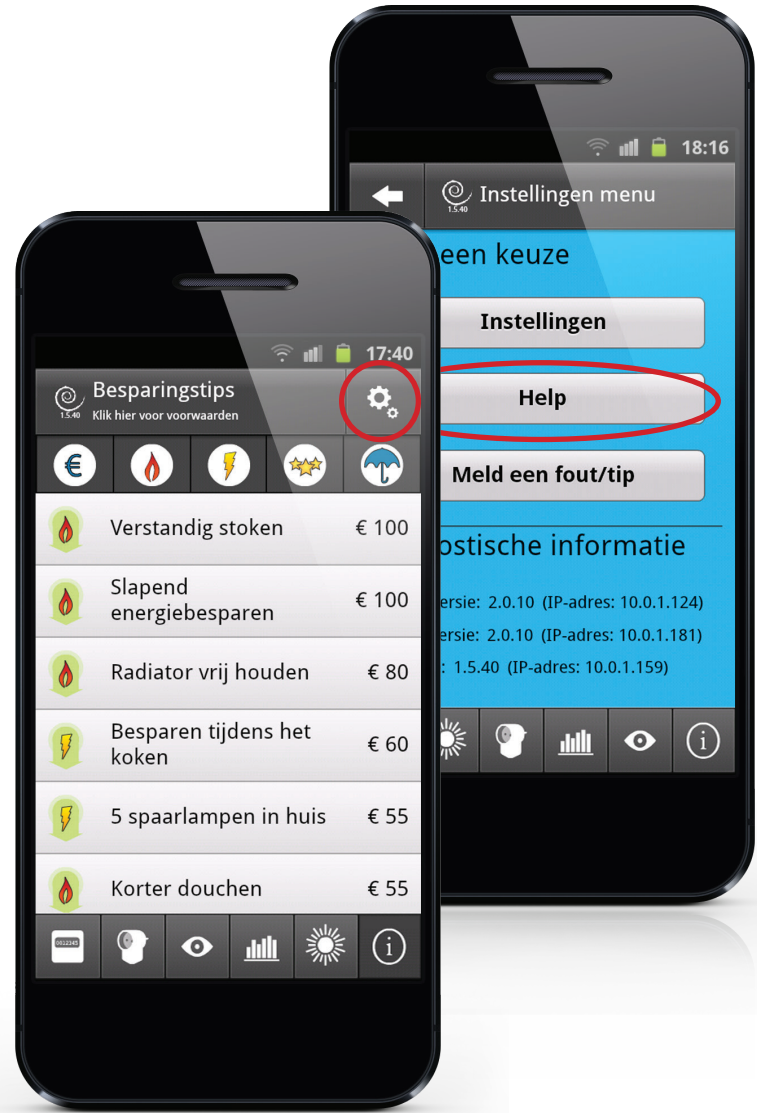 18:16
1.5.40
Instellingen menu
een keuze
Instellingen
Help
Meld een fout/tip
ostische informatie
ersie: 2.0.10 (IP-adres: 10.0.1.124)
ersie: 2.0.10 (IP-adres: 10.0.1.181)
: 1.5.40 (IP-adres: 10.0.1.159)
i
17:40
Besparingstips
1.5.40
Klik hier voor voorwaarden
€
Verstandig stoken € 100
Slapend
energiebesparen € 100
Radiator vrij houden € 80
Besparen tijdens het
koken € 60
5 spaarlampen in huis € 55
Korter douchen € 55
0612345
i